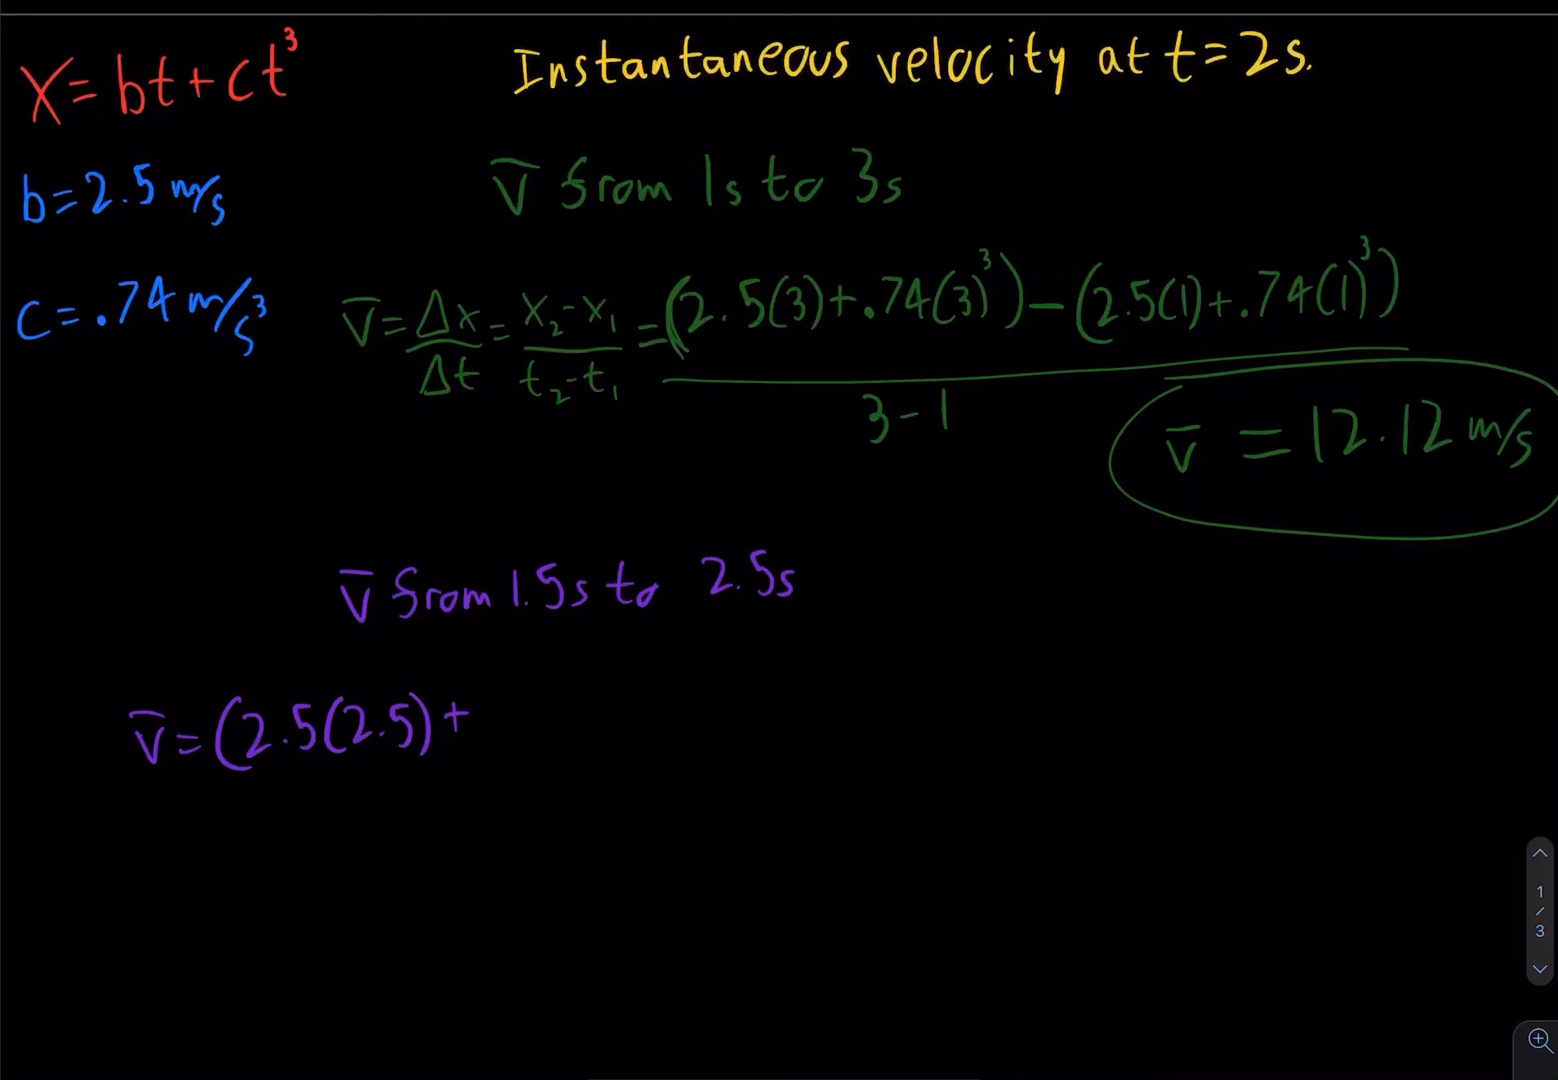 X = bt + ct³
Instantaneous velocity at t = 2s.
b = 2.5 m/s
v̅ from 1s to 3s
c = .74 m/s³
v̅ = Δx/Δt = (x₂ - x₁)/(t₂ - t₁) = (2.5(3) + .74(3)³) - (2.5(1) + .74(1)³)
3 - 1
v̅ = 12.12 m/s
v̅ from 1.5s to 2.5s
v̅ = (2.5(2.5) +
1
/
3